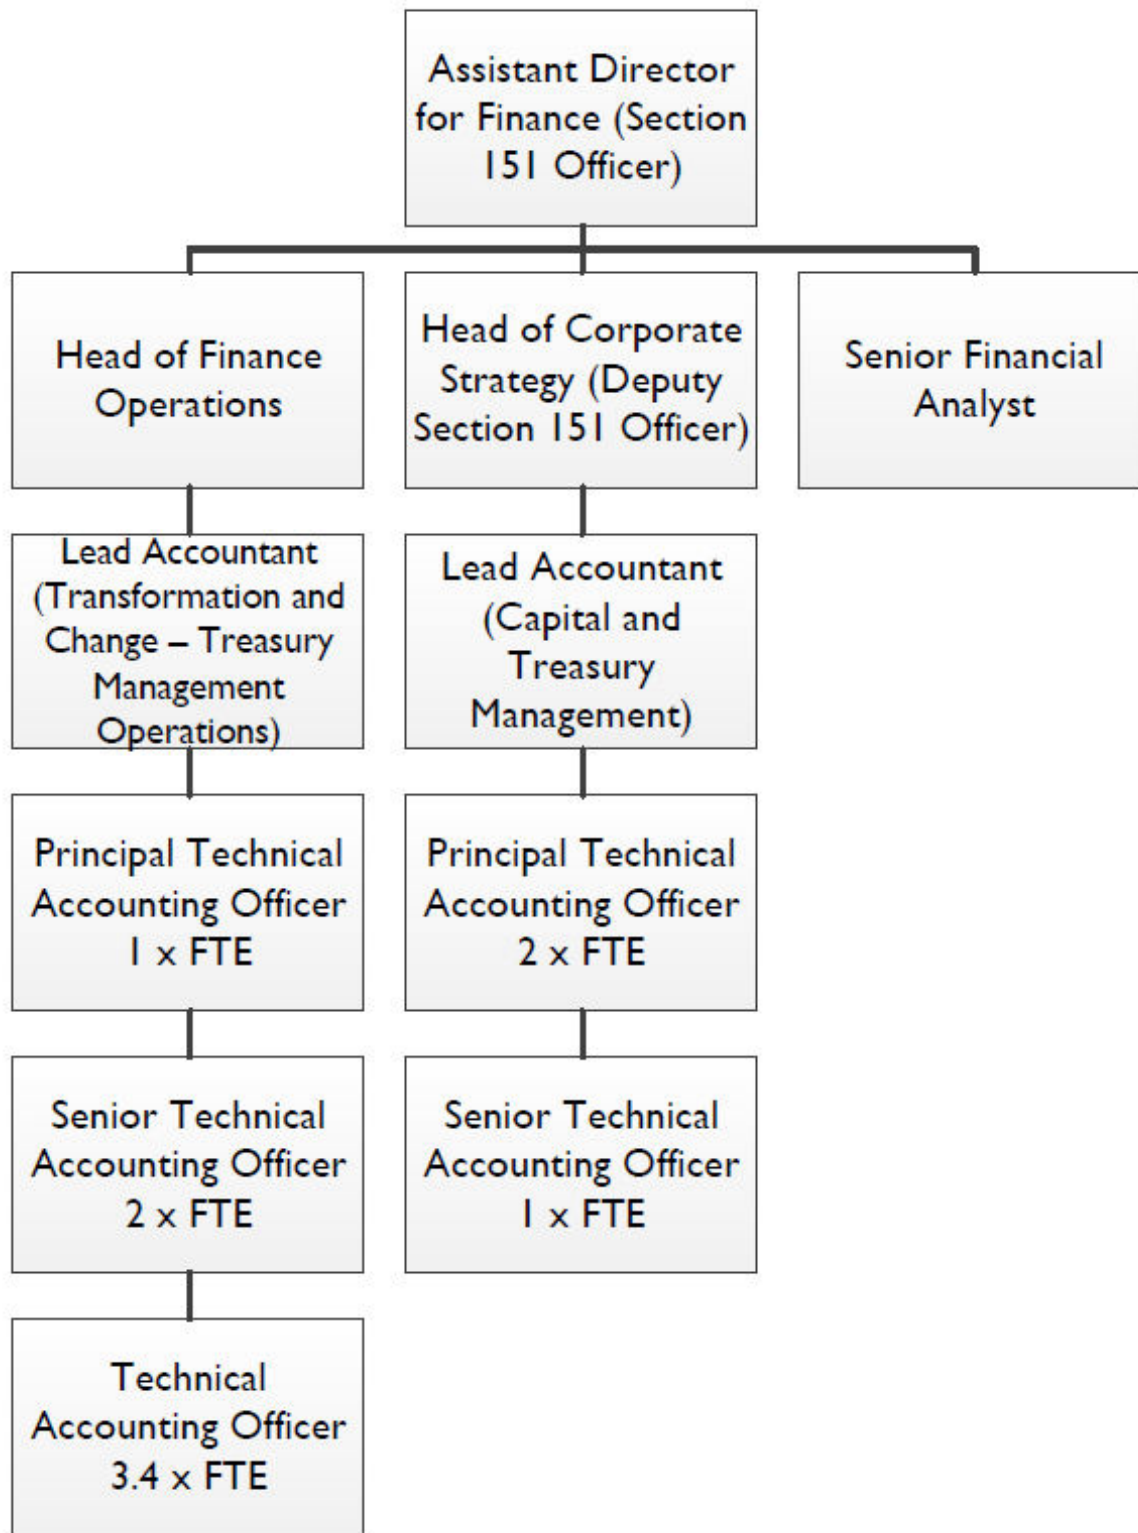 Assistant Director
for Finance (Section
151 Officer)
Head of Finance
Operations
Head of Corporate
Strategy (Deputy
Section 151 Officer)
Senior Financial
Analyst
Lead Accountant
(Transformation and
Change – Treasury
Management
Operations)
Lead Accountant
(Capital and
Treasury
Management)
Principal Technical
Accounting Officer
1 x FTE
Principal Technical
Accounting Officer
2 x FTE
Senior Technical
Accounting Officer
2 x FTE
Senior Technical
Accounting Officer
1 x FTE
Technical
Accounting Officer
3.4 x FTE